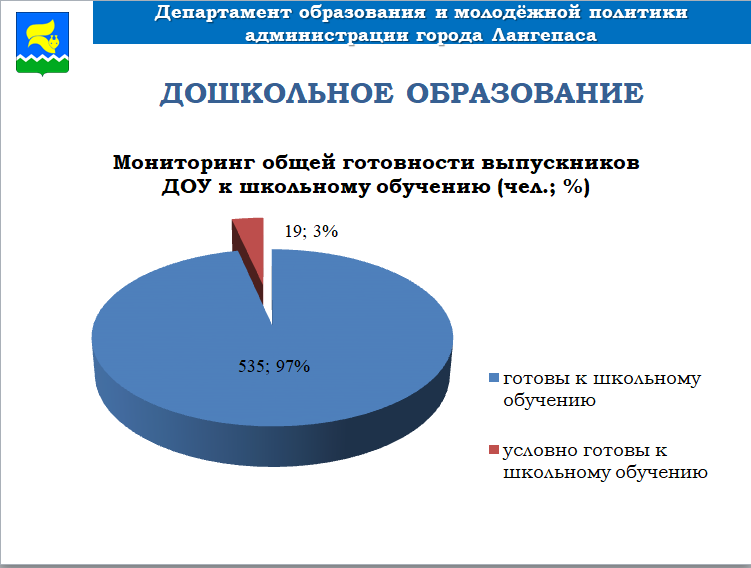 Департамент образования и молодёжной политики
администрации города Лангепаса
ДОШКОЛЬНОЕ ОБРАЗОВАНИЕ
Мониторинг общей готовности выпускников
ДОУ к школьному обучению (чел.; %)
19; 3%
535; 97%
готовы к школьному
обучению
условно готовы к
школьному обучению